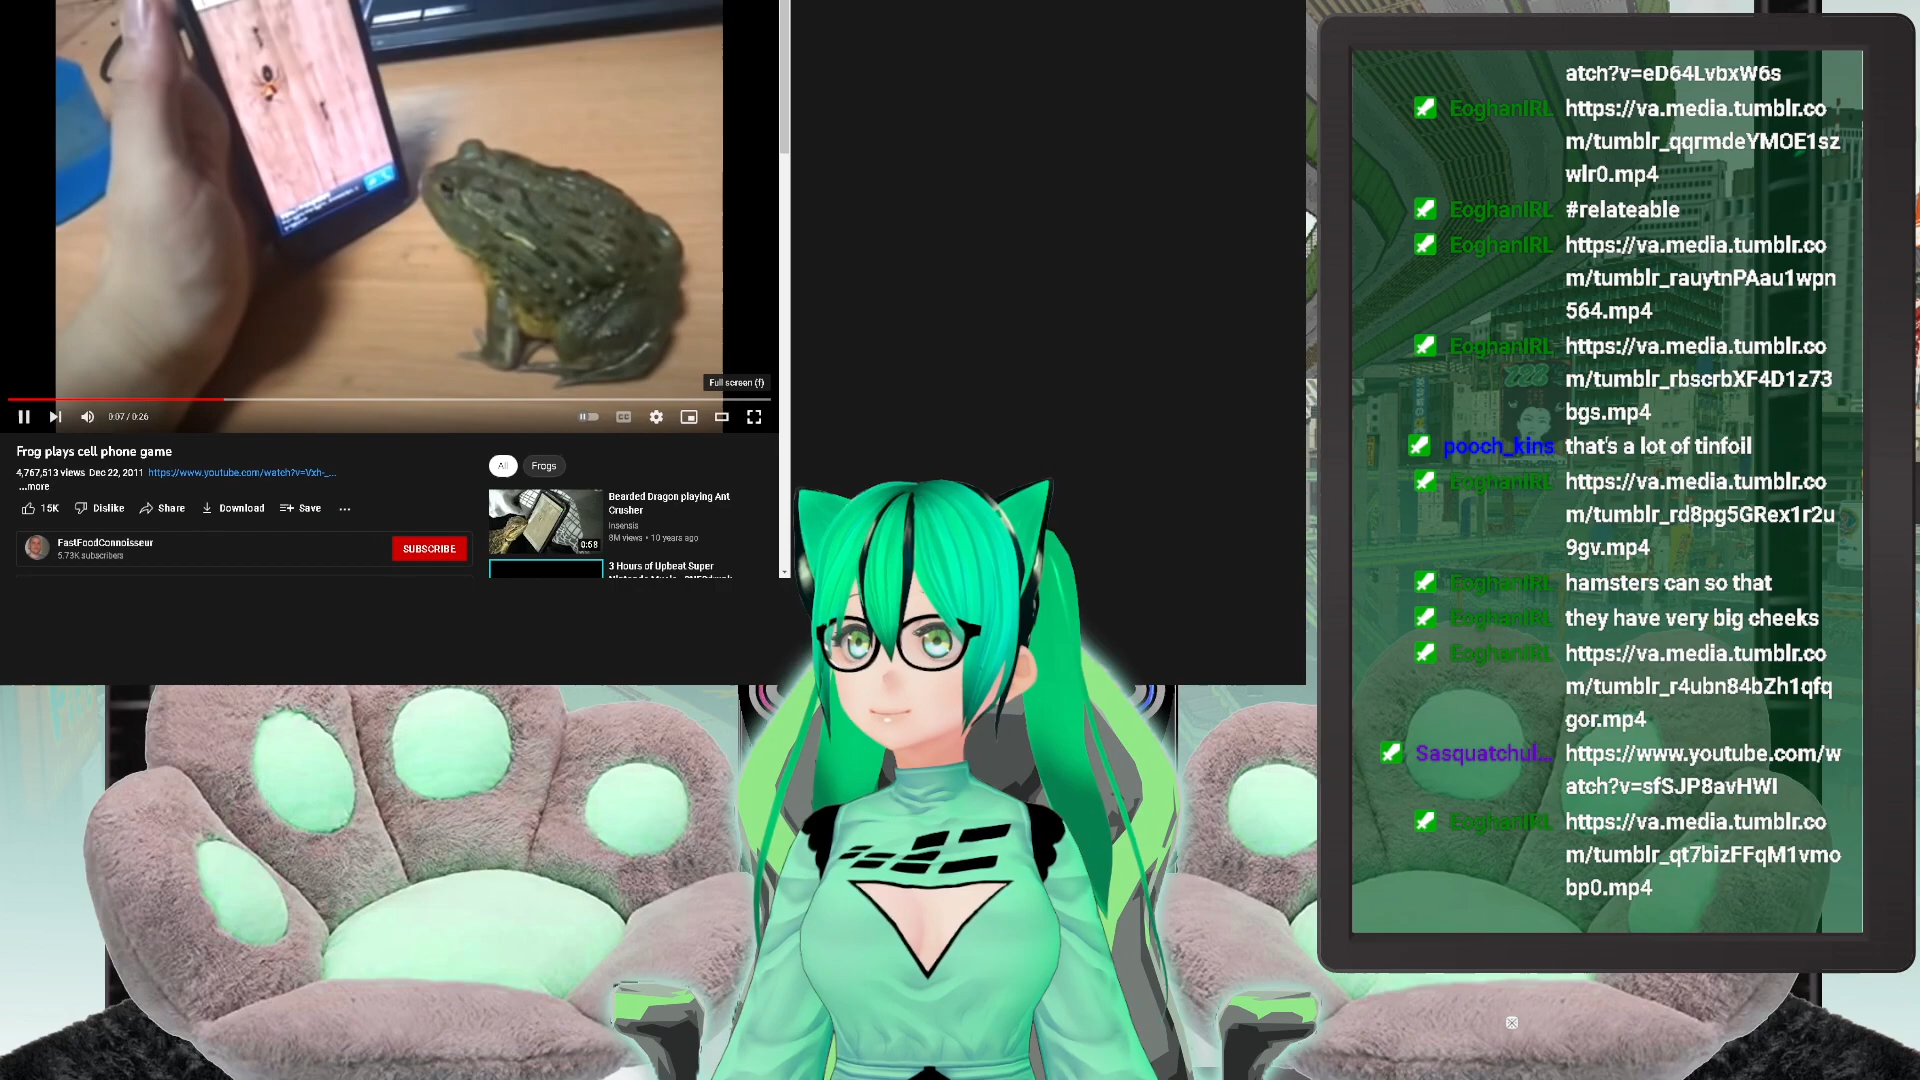 Full screen (f)
0:07 / 0:26
CC
Frog plays cell phone game
4,767,513 views Dec 22, 2011 https://www.youtube.com/watch?v=Vxh-_...
...more
15K Dislike Share Download Save ...
FastFoodConnoisseur
5.73K subscribers
SUBSCRIBE
All Frogs
Bearded Dragon playing Ant
Crusher
Insensis
8M views • 10 years ago
0:58
3 Hours of Upbeat Super
atch?v=eD64LvbxW6s
EoghanIRL https://va.media.tumblr.co
m/tumblr_qqrmdeYMOE1sz
wlr0.mp4
EoghanIRL #relateable
EoghanIRL https://va.media.tumblr.co
m/tumblr_rauytnPAau1wpn
564.mp4
EoghanIRL https://va.media.tumblr.co
m/tumblr_rbscrbXF4D1z73
bgs.mp4
pooch_kins that's a lot of tinfoil
EoghanIRL https://va.media.tumblr.co
m/tumblr_rd8pg5GRex1r2u
9gv.mp4
EoghanIRL hamsters can so that
EoghanIRL they have very big cheeks
EoghanIRL https://va.media.tumblr.co
m/tumblr_r4ubn84bZh1qfq
gor.mp4
Sasquatchul... https://www.youtube.com/w
atch?v=sfSJP8avHWI
EoghanIRL https://va.media.tumblr.co
m/tumblr_qt7bizFFqM1vmo
bp0.mp4